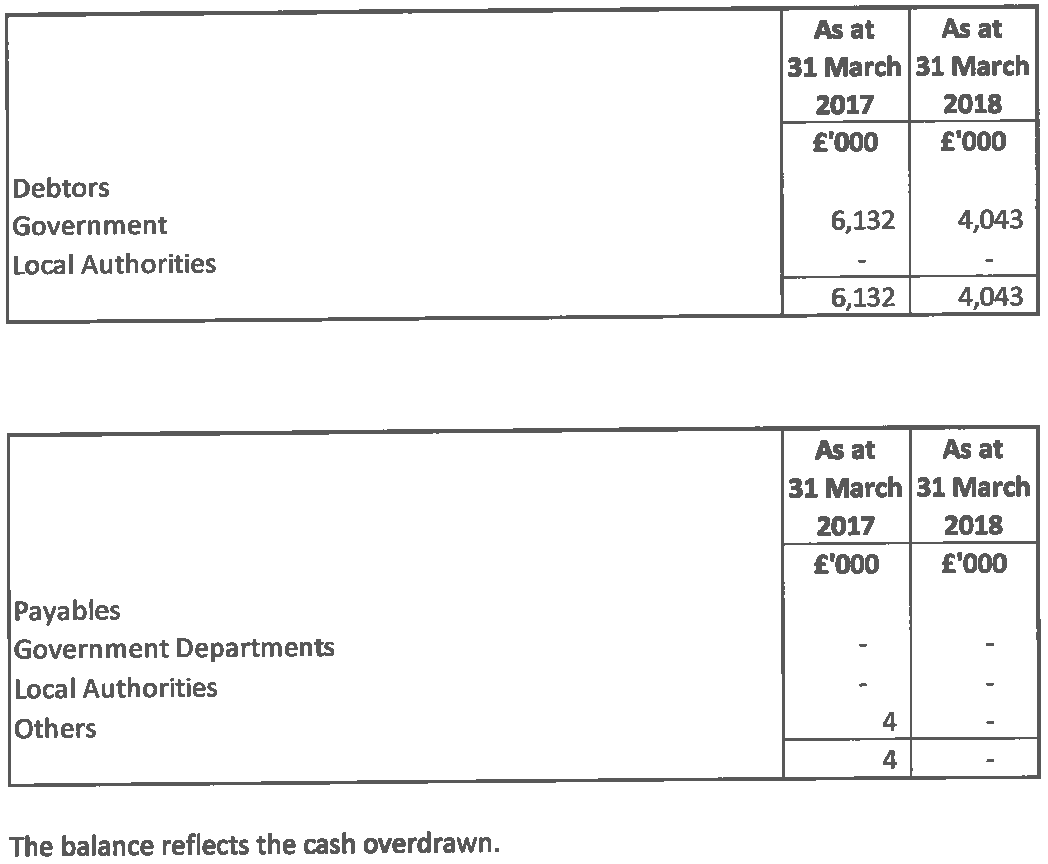 As at As at
31 March 31 March
2017 2018
£'000 £'000
Debtors
Government 6,132 4,043
Local Authorities - -
6,132 4,043
As at As at
31 March 31 March
2017 2018
£'000 £'000
Payables
Government Departments - -
Local Authorities - -
Others 4 -
4 -
The balance reflects the cash overdrawn.